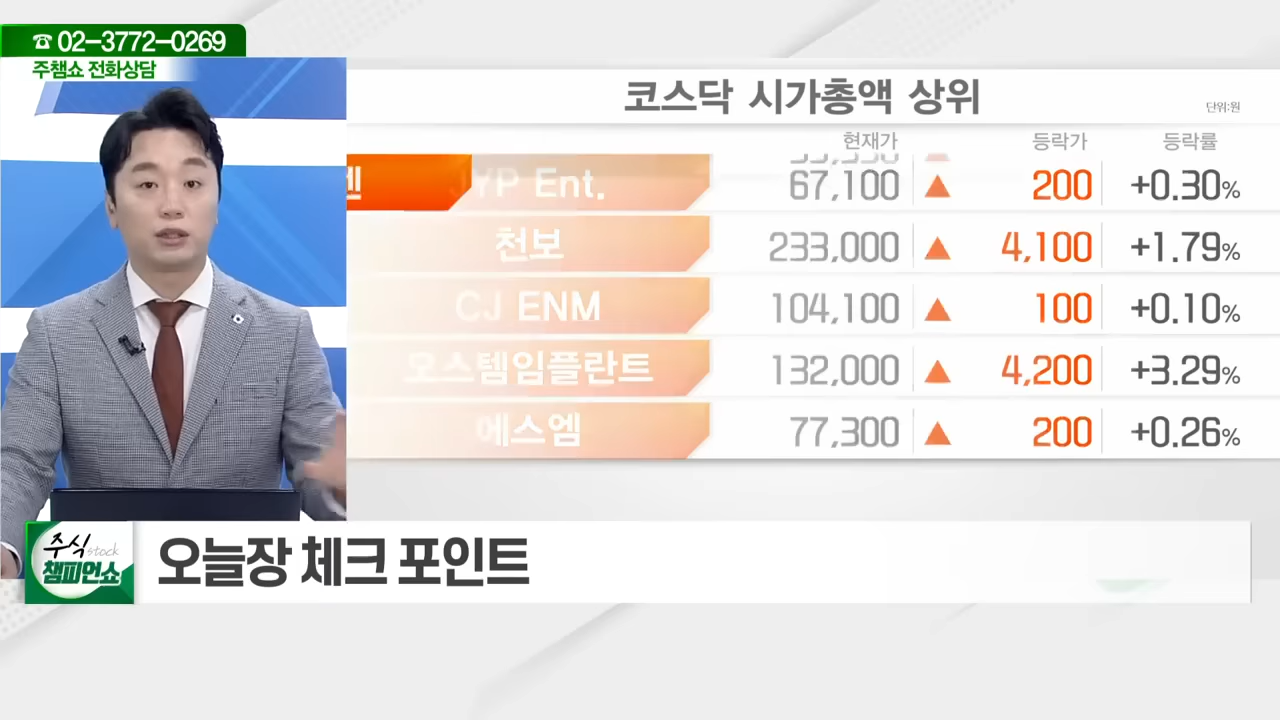 ☎ 02-3772-0269
주챔쇼 전화상담
코스닥 시가총액 상위
단위:원
현재가 등락가 등락률
JYP Ent. 67,100 ▲ 200 +0.30%
천보 233,000 ▲ 4,100 +1.79%
CJ ENM 104,100 ▲ 100 +0.10%
오스템임플란트 132,000 ▲ 4,200 +3.29%
에스엠 77,300 ▲ 200 +0.26%
주식 stock
챔피언쇼
오늘장 체크 포인트